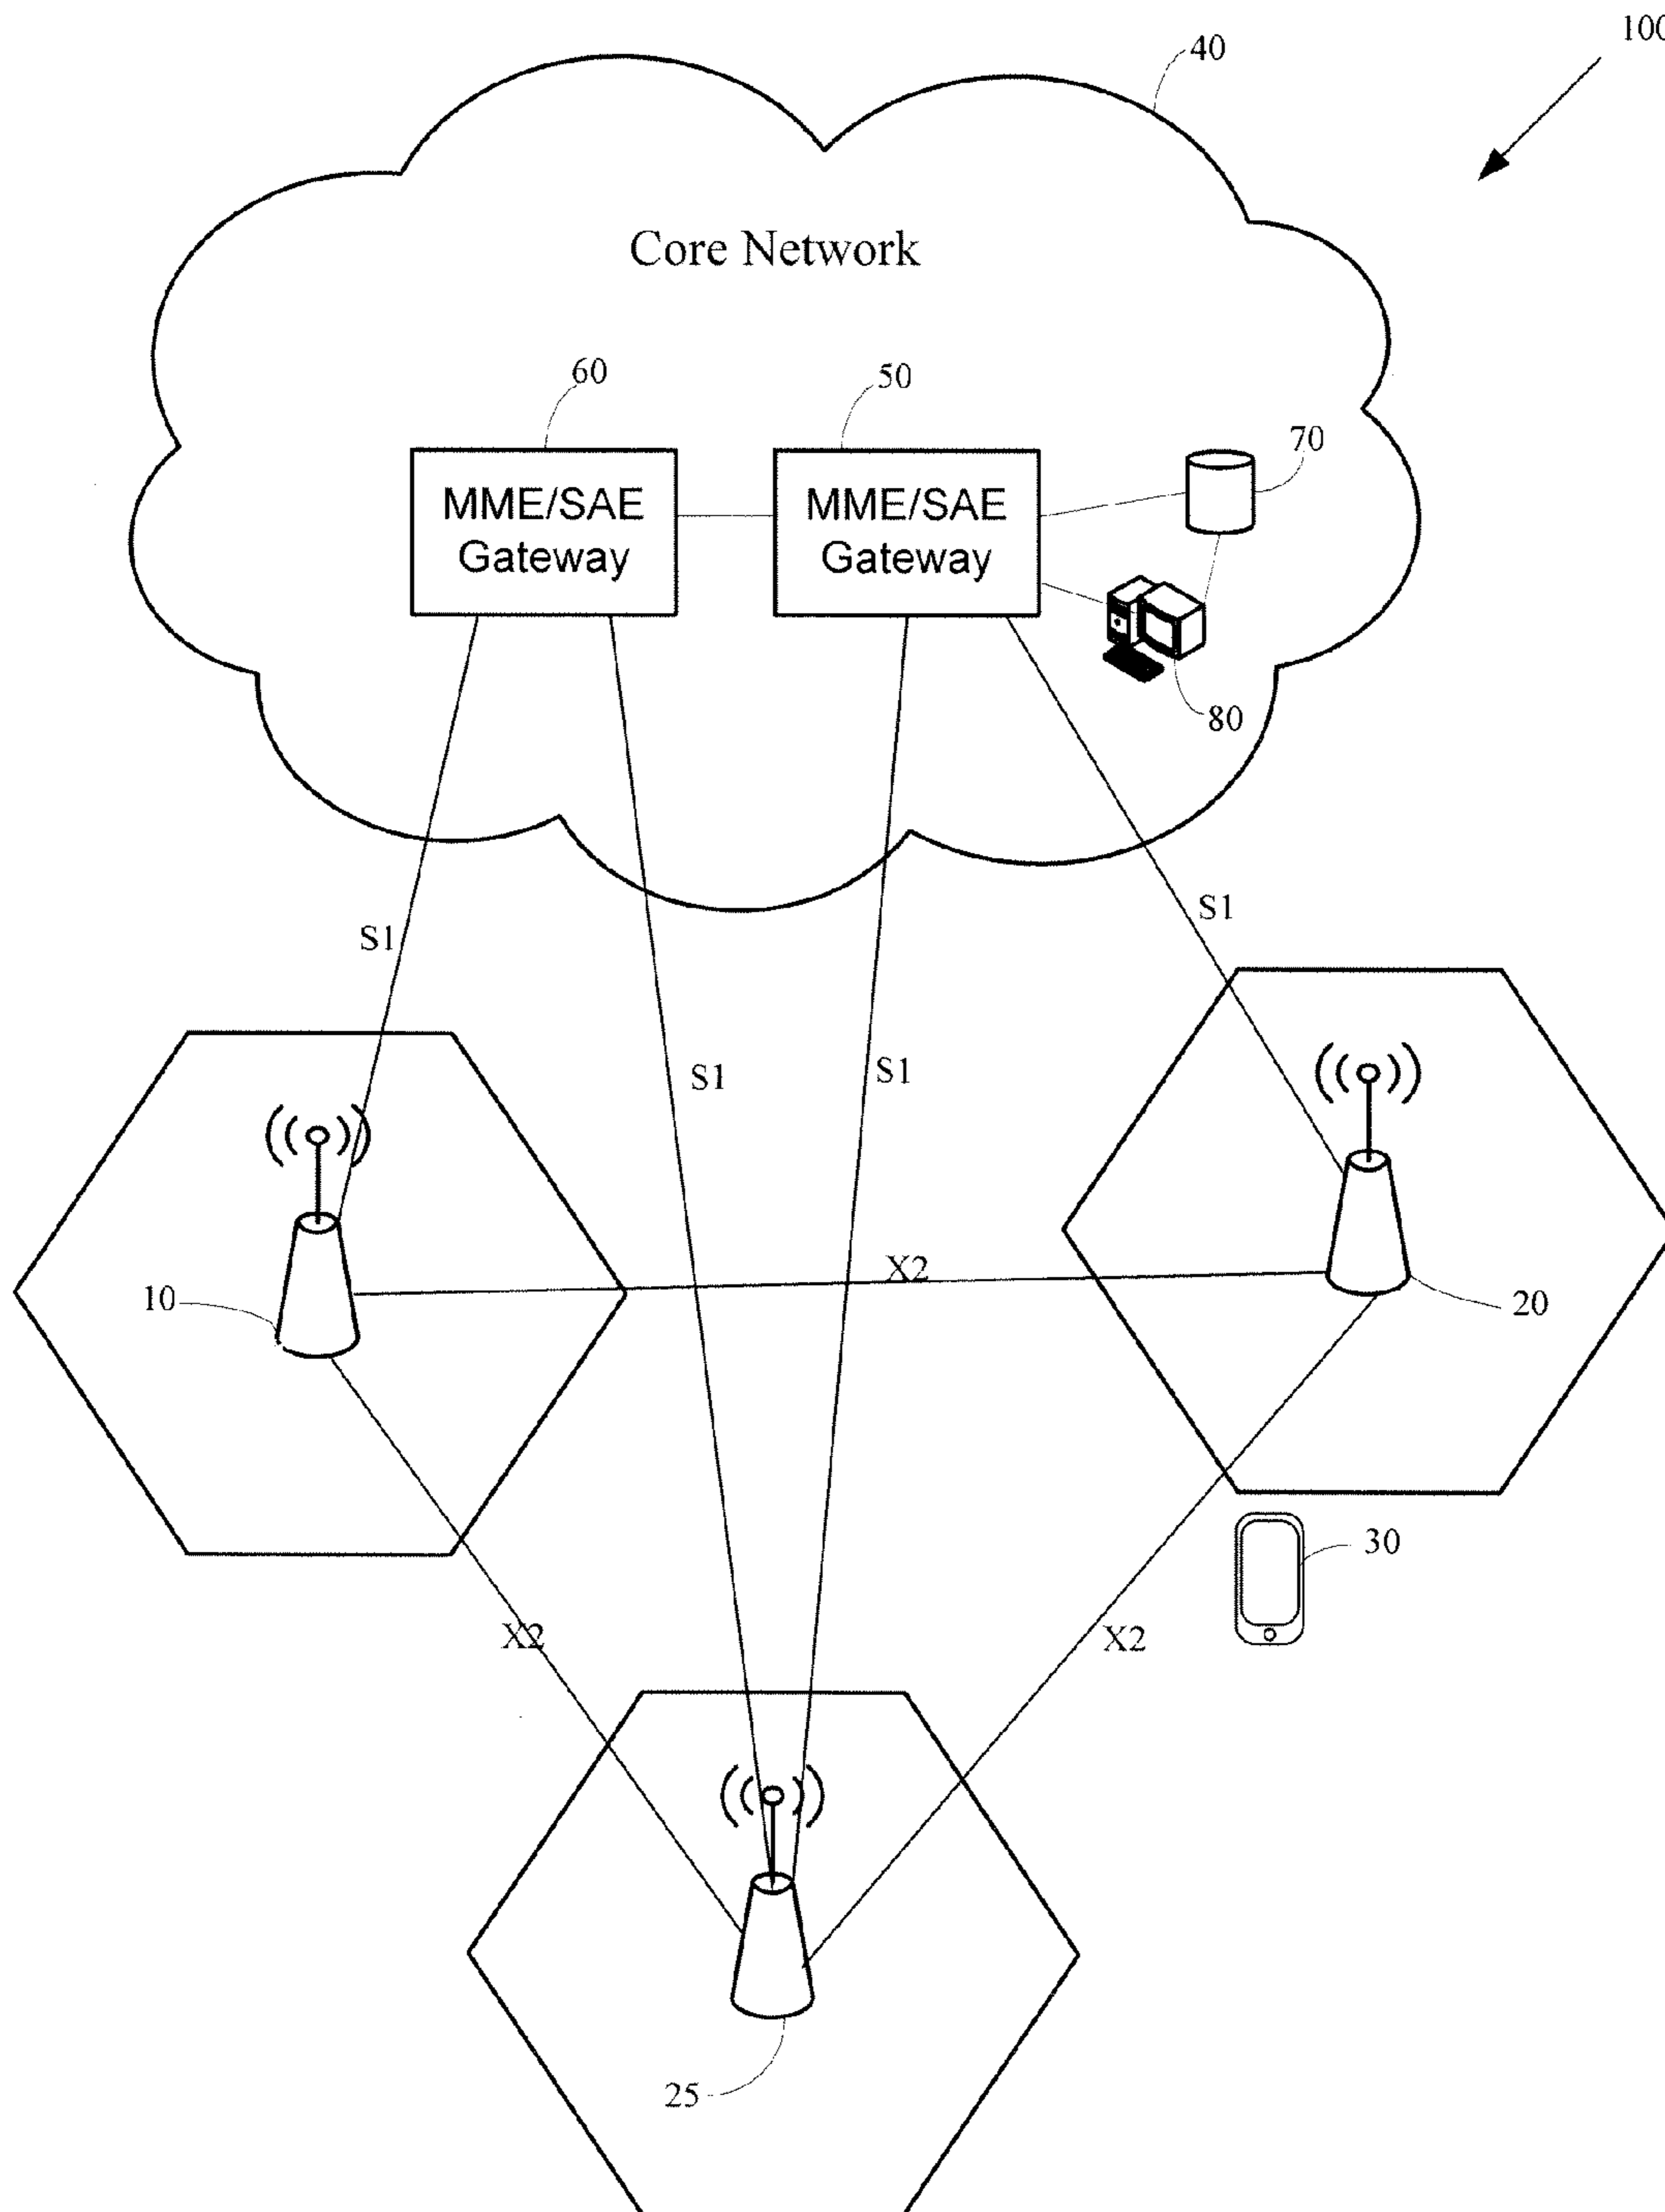 100
40
Core Network
60
50
70
MME/SAE
Gateway
MME/SAE
Gateway
80
S1
S1
S1
S1
X2
10
20
30
X2
X2
25